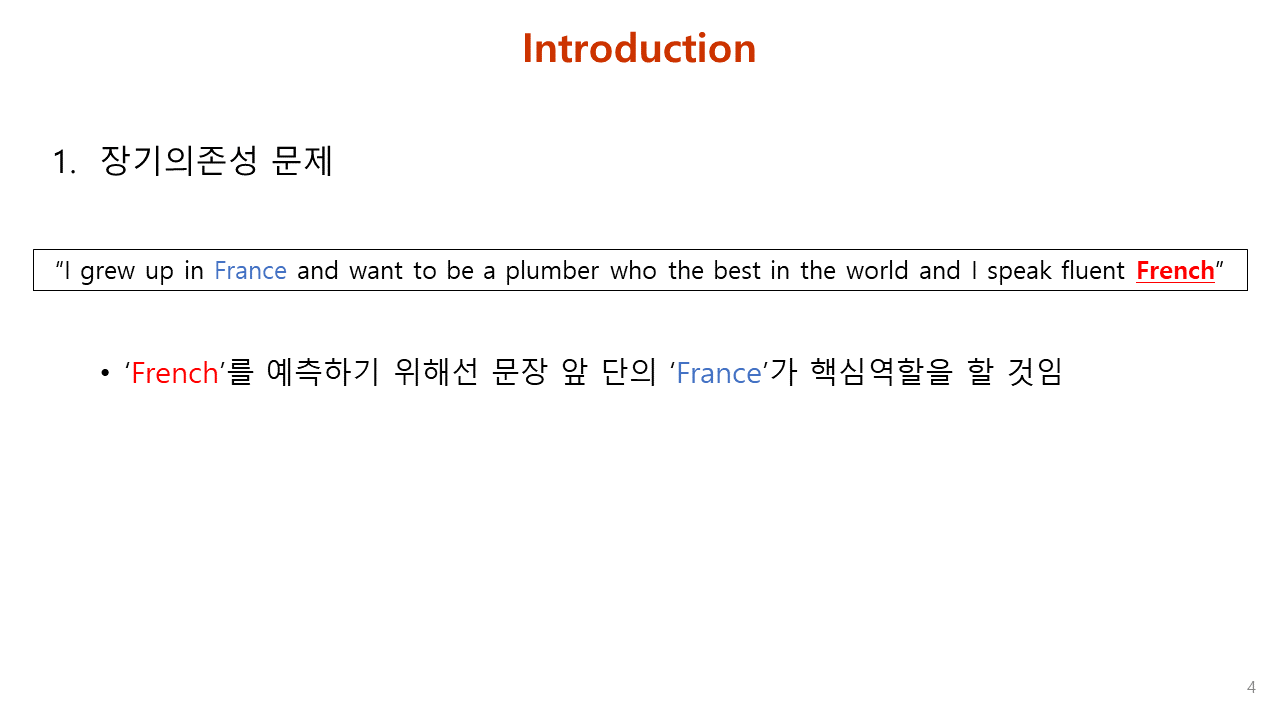 Introduction
1. 장기의존성 문제
“I grew up in France and want to be a plumber who the best in the world and I speak fluent French”
• ‘French’를 예측하기 위해선 문장 앞 단의 ‘France’가 핵심역할을 할 것임
4